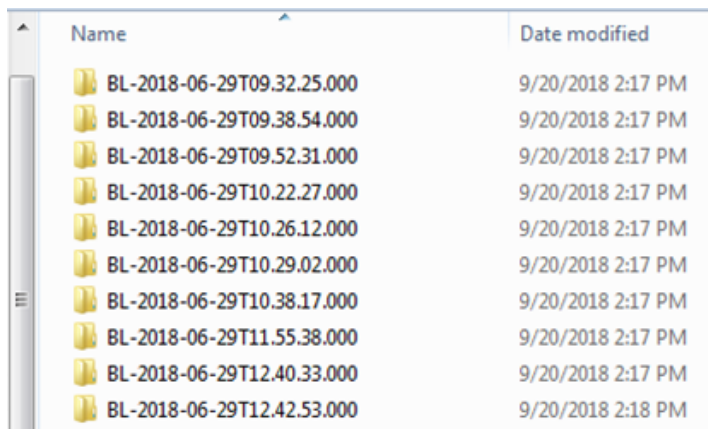 Name Date modified
BL-2018-06-29T09.32.25.000 9/20/2018 2:17 PM
BL-2018-06-29T09.38.54.000 9/20/2018 2:17 PM
BL-2018-06-29T09.52.31.000 9/20/2018 2:17 PM
BL-2018-06-29T10.22.27.000 9/20/2018 2:17 PM
BL-2018-06-29T10.26.12.000 9/20/2018 2:17 PM
BL-2018-06-29T10.29.02.000 9/20/2018 2:17 PM
BL-2018-06-29T10.38.17.000 9/20/2018 2:17 PM
BL-2018-06-29T11.55.38.000 9/20/2018 2:17 PM
BL-2018-06-29T12.40.33.000 9/20/2018 2:17 PM
BL-2018-06-29T12.42.53.000 9/20/2018 2:18 PM